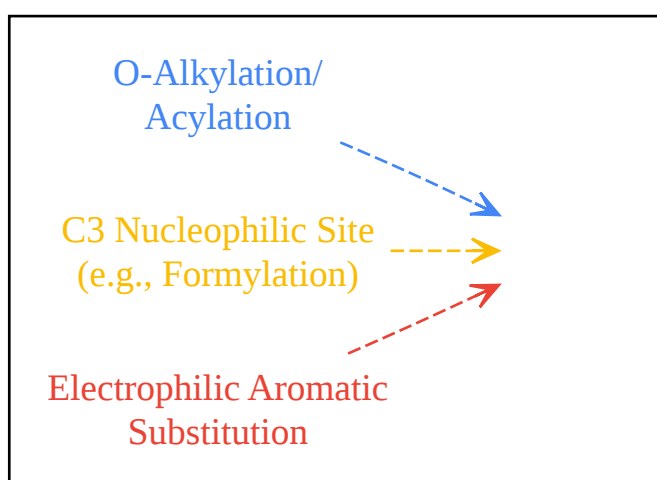 O-Alkylation/
Acylation
C3 Nucleophilic Site
(e.g., Formylation)
Electrophilic Aromatic
Substitution